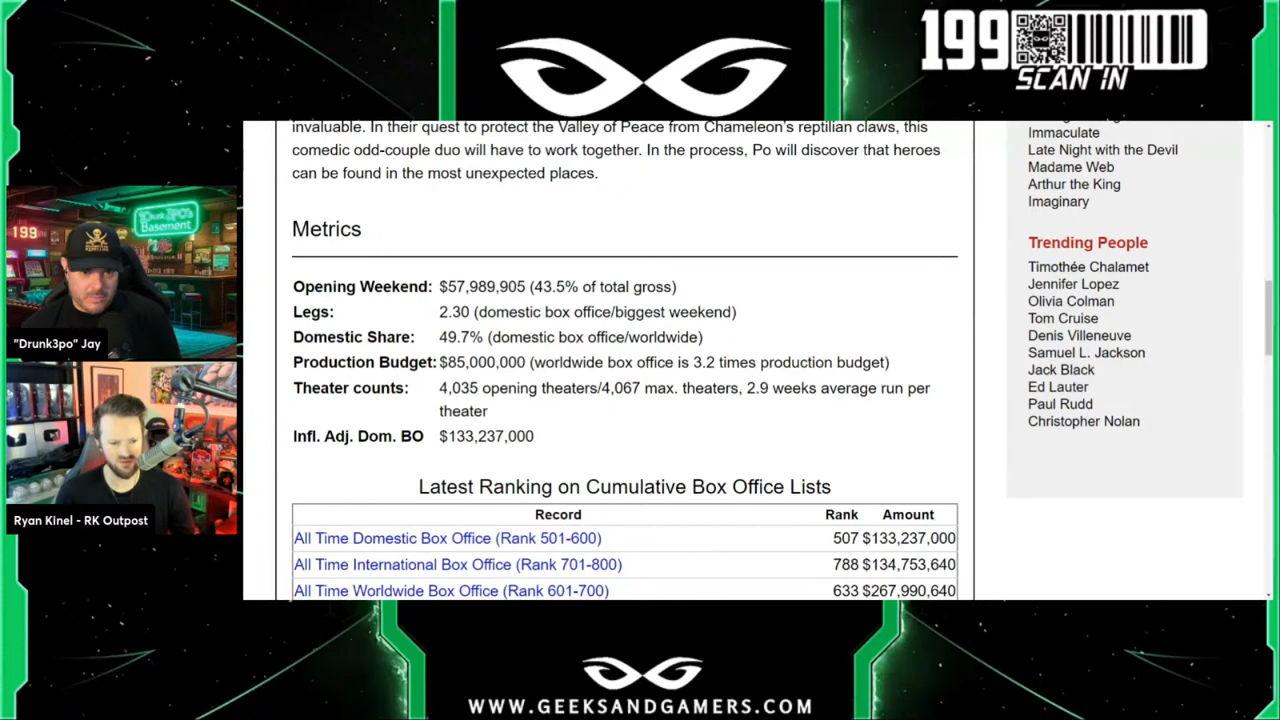 199
SCAN IN
invaluable. In their quest to protect the Valley of Peace from Chameleon's reptilian claws, this
comedic odd-couple duo will have to work together. In the process, Po will discover that heroes
can be found in the most unexpected places.
Metrics
Opening Weekend: $57,989,905 (43.5% of total gross)
Legs: 2.30 (domestic box office/biggest weekend)
Domestic Share: 49.7% (domestic box office/worldwide)
Production Budget: $85,000,000 (worldwide box office is 3.2 times production budget)
Theater counts: 4,035 opening theaters/4,067 max. theaters, 2.9 weeks average run per
theater
Infl. Adj. Dom. BO $133,237,000
Latest Ranking on Cumulative Box Office Lists
Record Rank Amount
All Time Domestic Box Office (Rank 501-600) 507 $133,237,000
All Time International Box Office (Rank 701-800) 788 $134,753,640
All Time Worldwide Box Office (Rank 601-700) 633 $267,990,640
Immaculate
Late Night with the Devil
Madame Web
Arthur the King
Imaginary
Trending People
Timothée Chalamet
Jennifer Lopez
Olivia Colman
Tom Cruise
Denis Villeneuve
Samuel L. Jackson
Jack Black
Ed Lauter
Paul Rudd
Christopher Nolan
199
Drunk3PO's
Basement
"Drunk3po" Jay
Ryan Kinel - RK Outpost
WWW.GEEKSANDGAMERS.COM